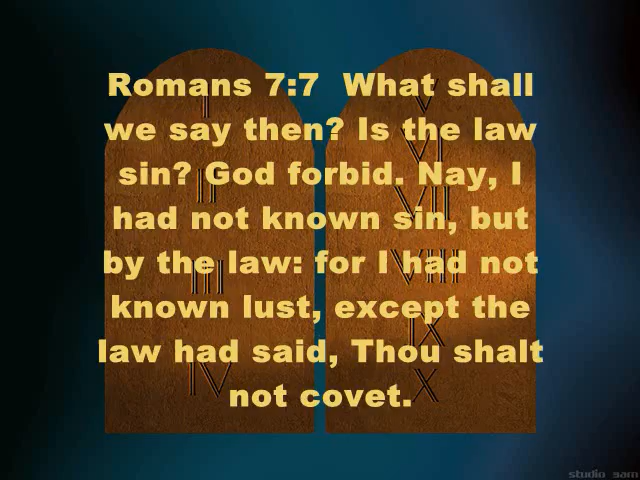 Romans 7:7 What shall
we say then? Is the law
sin? God forbid. Nay, I
had not known sin, but
by the law: for I had not
known lust, except the
law had said, Thou shalt
not covet.
I
II
III
IV
V
VI
VII
VIII
IX
X
studio